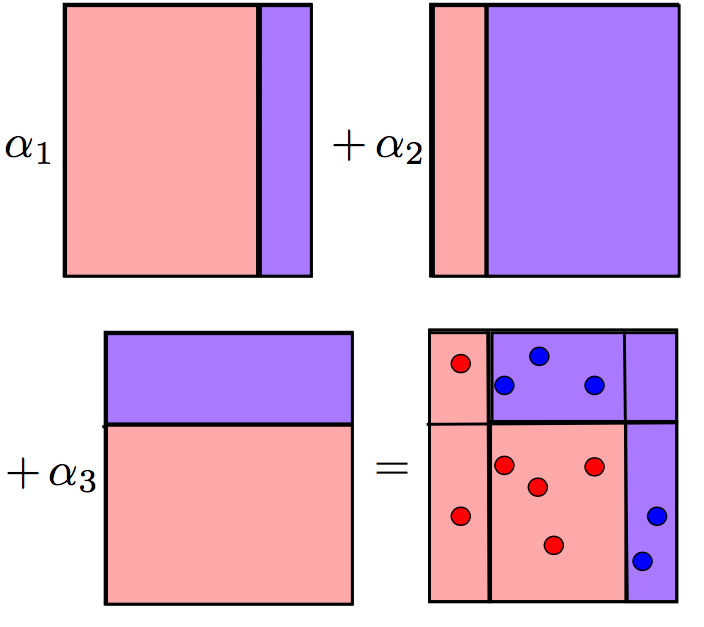 α₁ + α₂
+ α₃ =